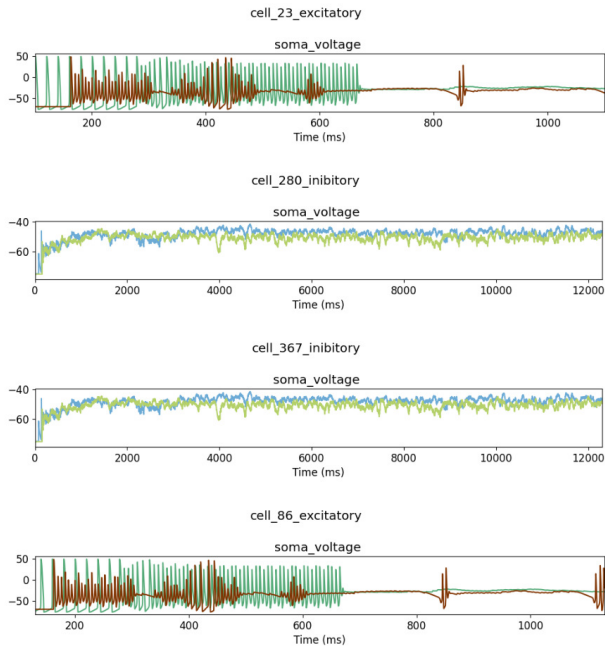 cell_23_excitatory
soma_voltage
50
0
−50
200 400 600 800 1000
Time (ms)
cell_280_inibitory
soma_voltage
−40
−60
0 2000 4000 6000 8000 10000 12000
Time (ms)
cell_367_inibitory
soma_voltage
−40
−60
0 2000 4000 6000 8000 10000 12000
Time (ms)
cell_86_excitatory
soma_voltage
50
0
−50
200 400 600 800 1000
Time (ms)